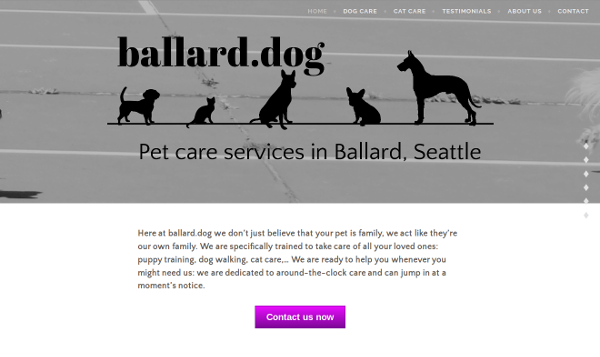 HOME DOG CARE CAT CARE TESTIMONIALS ABOUT US CONTACT
ballard.dog
Pet care services in Ballard, Seattle
Here at ballard.dog we don't just believe that your pet is family, we act like they're
our own family. We are specifically trained to take care of all your loved ones:
puppy training, dog walking, cat care,... We are ready to help you whenever you
might need us: we are dedicated to around-the-clock care and can jump in at a
moment's notice.
Contact us now